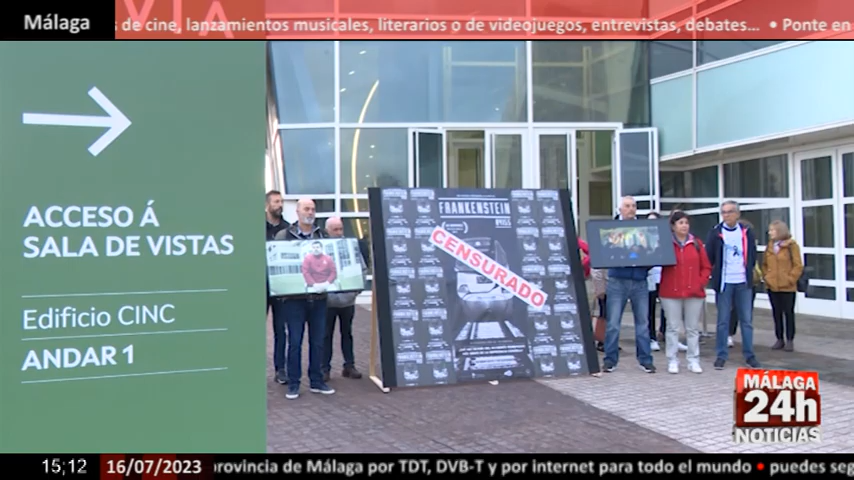 Málaga
de cine, lanzamientos musicales, literarios o de videojuegos, entrevistas, debates... • Ponte en
ACCESO Á
SALA DE VISTAS
Edificio CINC
ANDAR 1
FRANKENSTEIN
CENSURADO
MÁLAGA
24h
NOTICIAS
15:12
16/07/2023
provincia de Málaga por TDT, DVB-T y por internet para todo el mundo • puedes seg